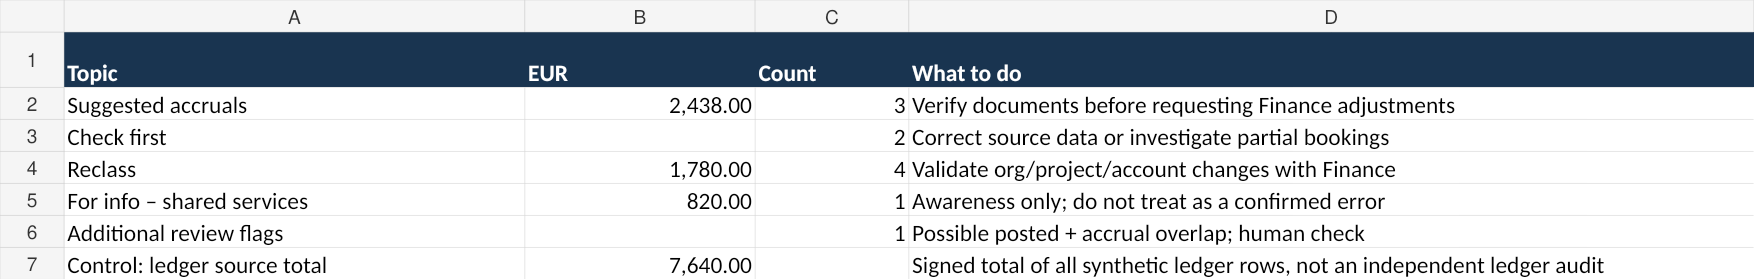 A B C D
1 Topic EUR Count What to do
2 Suggested accruals 2,438.00 3 Verify documents before requesting Finance adjustments
3 Check first 2 Correct source data or investigate partial bookings
4 Reclass 1,780.00 4 Validate org/project/account changes with Finance
5 For info – shared services 820.00 1 Awareness only; do not treat as a confirmed error
6 Additional review flags 1 Possible posted + accrual overlap; human check
7 Control: ledger source total 7,640.00 Signed total of all synthetic ledger rows, not an independent ledger audit